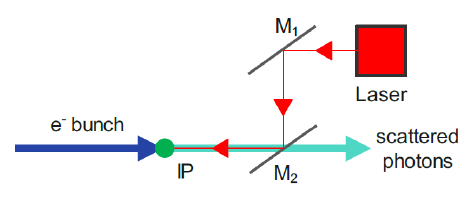 M₁
Laser
e⁻ bunch
scattered
photons
IP
M₂